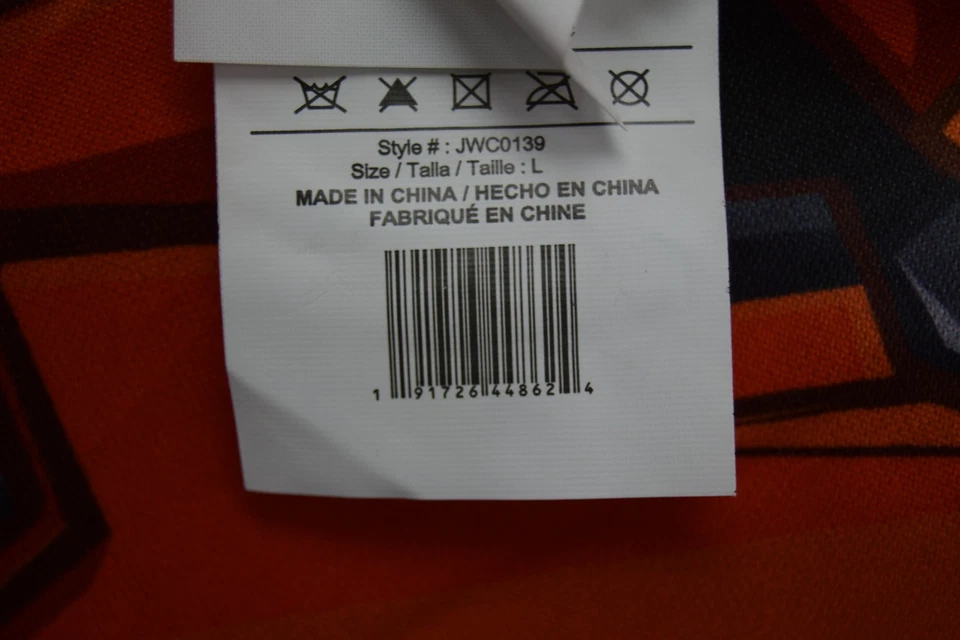 Style # : JWC0139
Size / Talla / Taille : L
MADE IN CHINA / HECHO EN CHINA
FABRIQUÉ EN CHINE
1 91726 44862 4